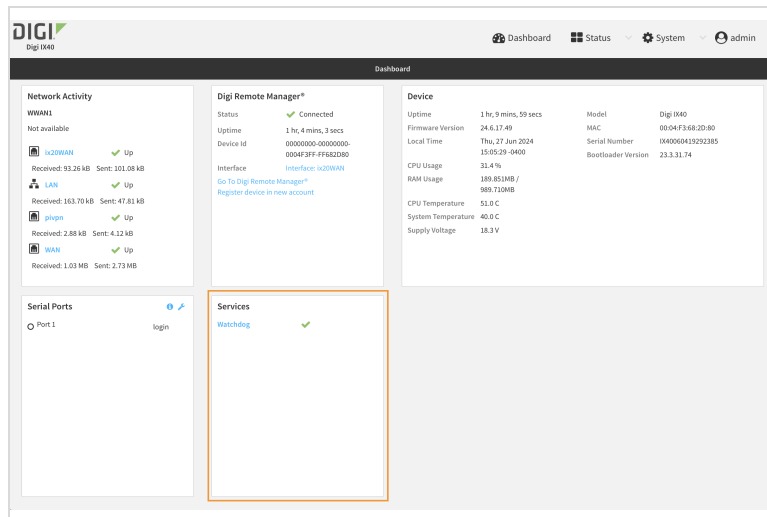 DIGI
Digi IX40
Dashboard
Status
System
admin
Dashboard
Network Activity
WWAN1
Not available
ix20WAN Up
Received: 93.26 kB Sent: 101.08 kB
LAN Up
Received: 163.70 kB Sent: 47.81 kB
pivpn Up
Received: 2.88 kB Sent: 4.12 kB
WAN Up
Received: 1.03 MB Sent: 2.73 MB
Digi Remote Manager®
Status Connected
Uptime 1 hr, 4 mins, 3 secs
Device Id 00000000-00000000-
0004F3FF-FF682D80
Interface Interface: ix20WAN
Go To Digi Remote Manager®
Register device in new account
Device
Uptime 1 hr, 9 mins, 59 secs
Firmware Version 24.6.17.49
Local Time Thu, 27 Jun 2024
15:05:29 -0400
CPU Usage 31.4 %
RAM Usage 189.851MB /
989.710MB
CPU Temperature 51.0 C
System Temperature 40.0 C
Supply Voltage 18.3 V
Model Digi IX40
MAC 00:04:F3:68:2D:80
Serial Number IX40060419292385
Bootloader Version 23.3.31.74
Serial Ports
Port 1 login
Services
Watchdog